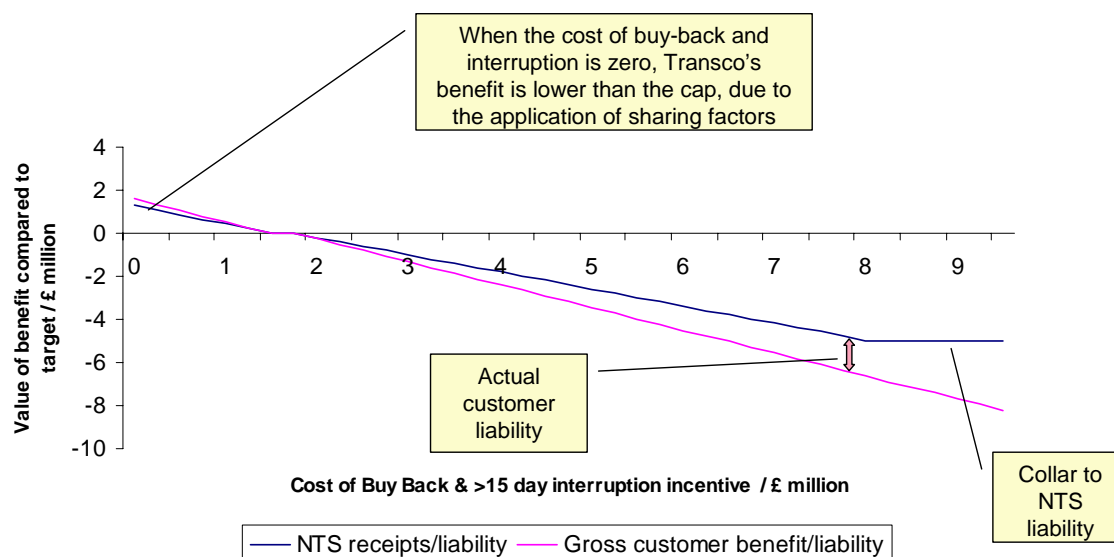 When the cost of buy-back and
interruption is zero, Transco's
benefit is lower than the cap, due to
the application of sharing factors
4
2
0
-2
-4
-6
-8
-10
Value of benefit compared to
target / £ million
0 1 2 3 4 5 6 7 8 9
Actual
customer
liability
Cost of Buy Back & >15 day interruption incentive / £ million
Collar to
NTS
liability
NTS receipts/liability Gross customer benefit/liability